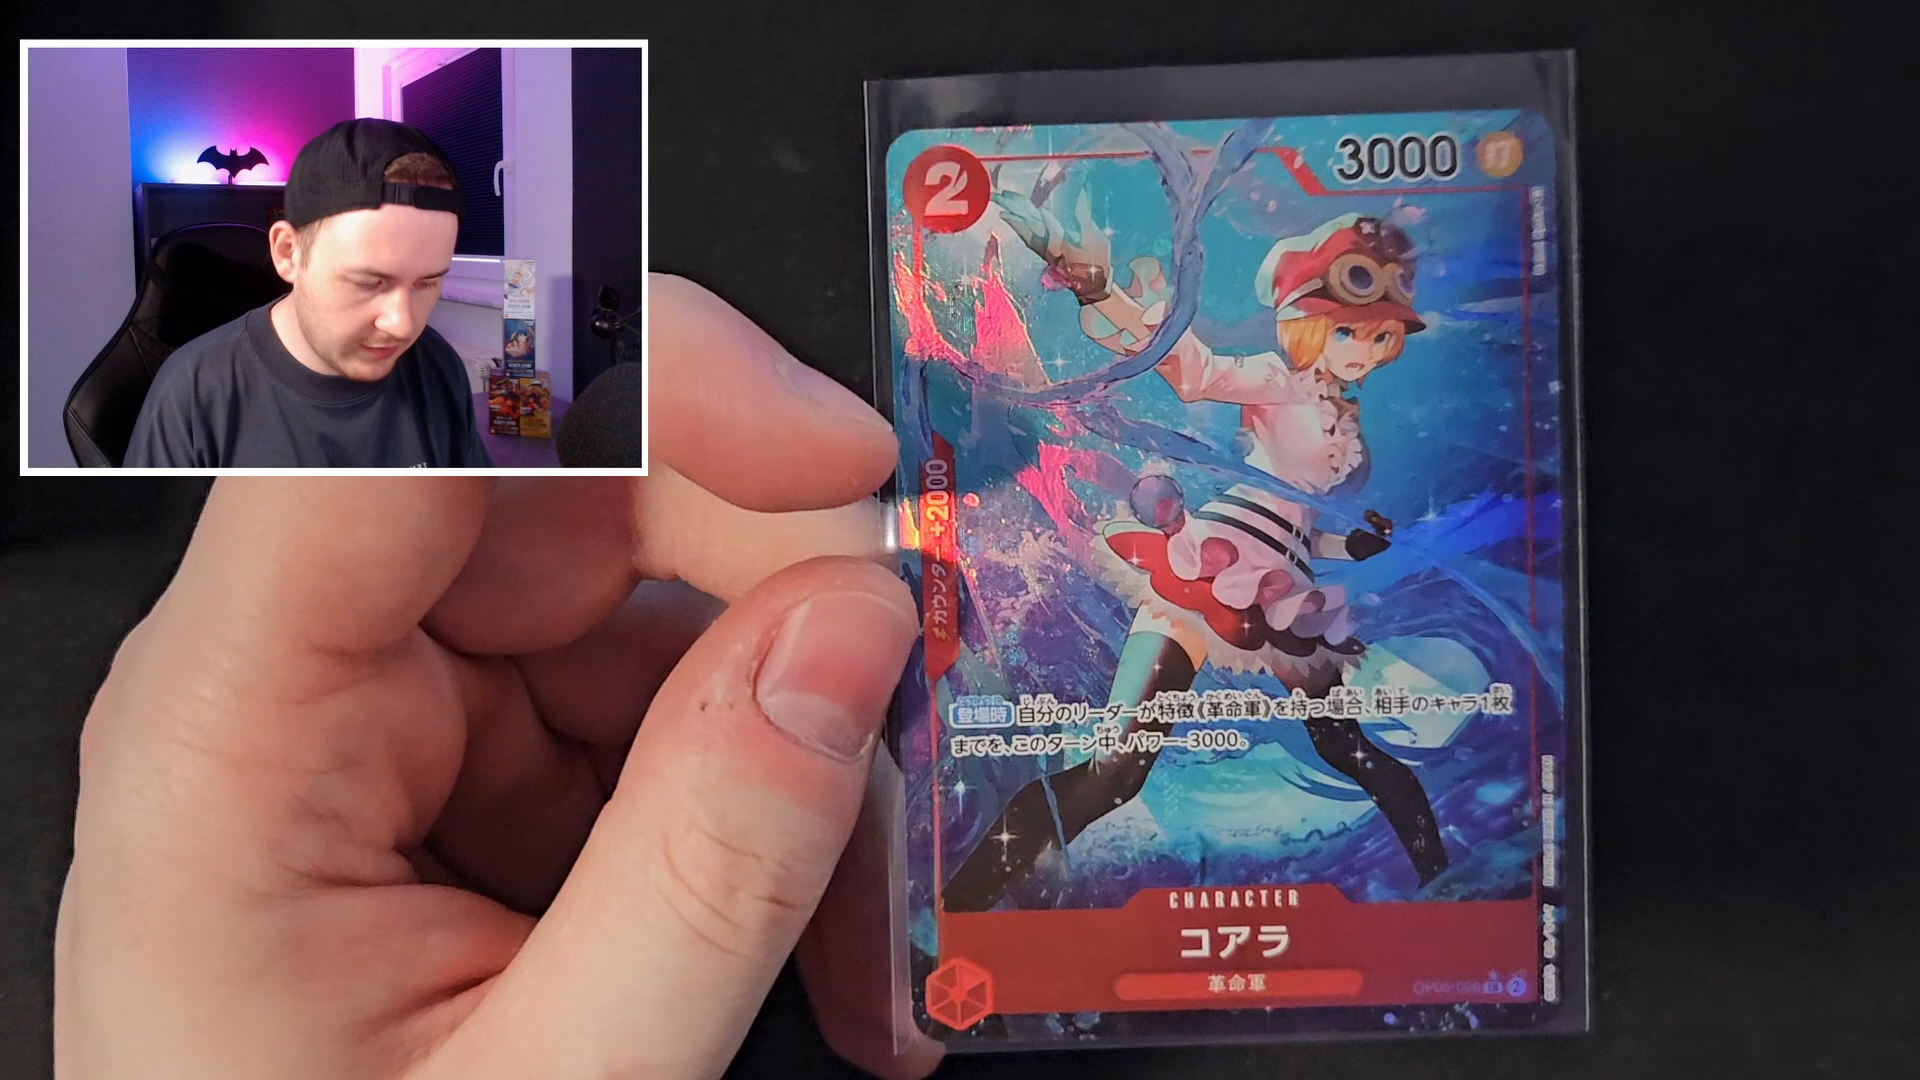 2
3000
カウンター +2000
登場時 自分のリーダーが特徴《革命軍》を持つ場合、相手のキャラ1枚
までを、このターン中、パワー-3000。
CHARACTER
コアラ
革命軍
OP05-006 2